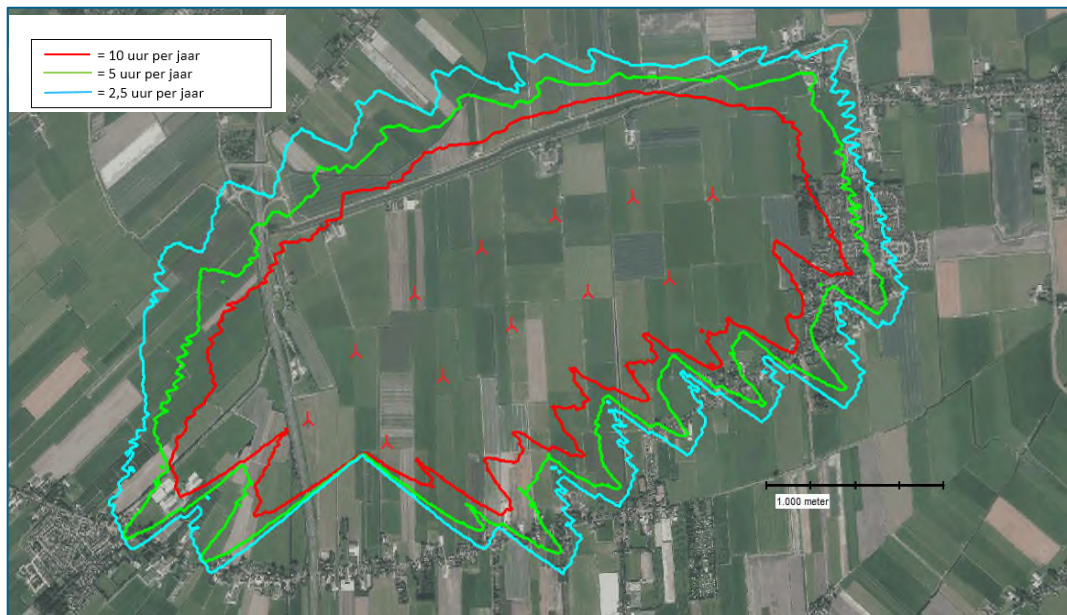 = 10 uur per jaar
= 5 uur per jaar
= 2,5 uur per jaar
1.000 meter